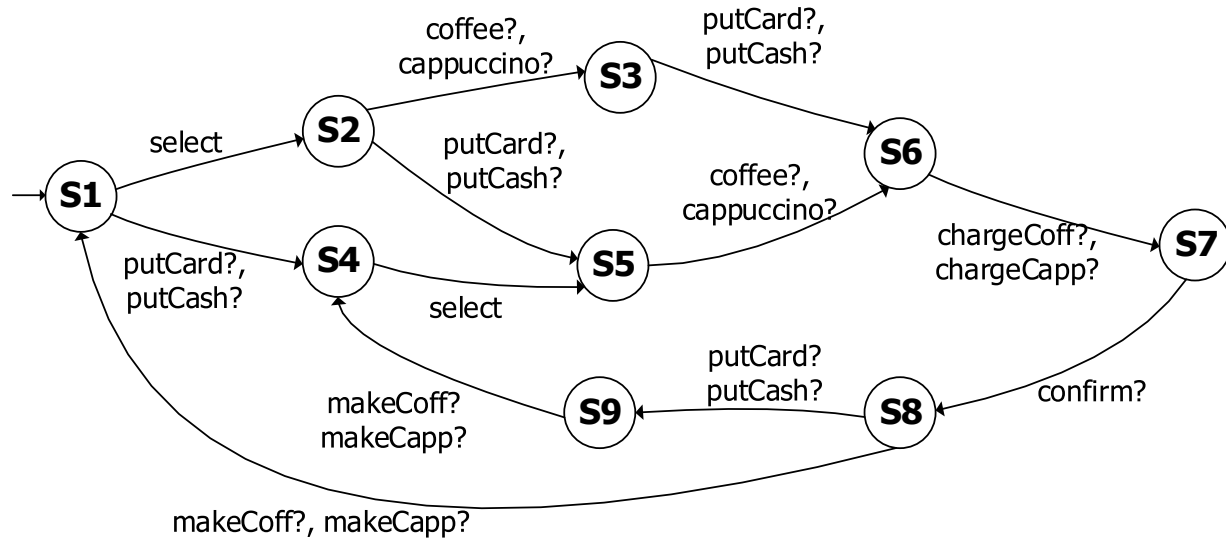 putCard?,
putCash?
coffee?,
cappuccino?
S3
select
S2
putCard?,
putCash?
S6
coffee?,
cappuccino?
S1
putCard?,
putCash?
S4
select
S5
chargeCoff?,
chargeCapp?
S7
makeCoff?
makeCapp?
S9
putCard?
putCash?
S8
confirm?
makeCoff?, makeCapp?